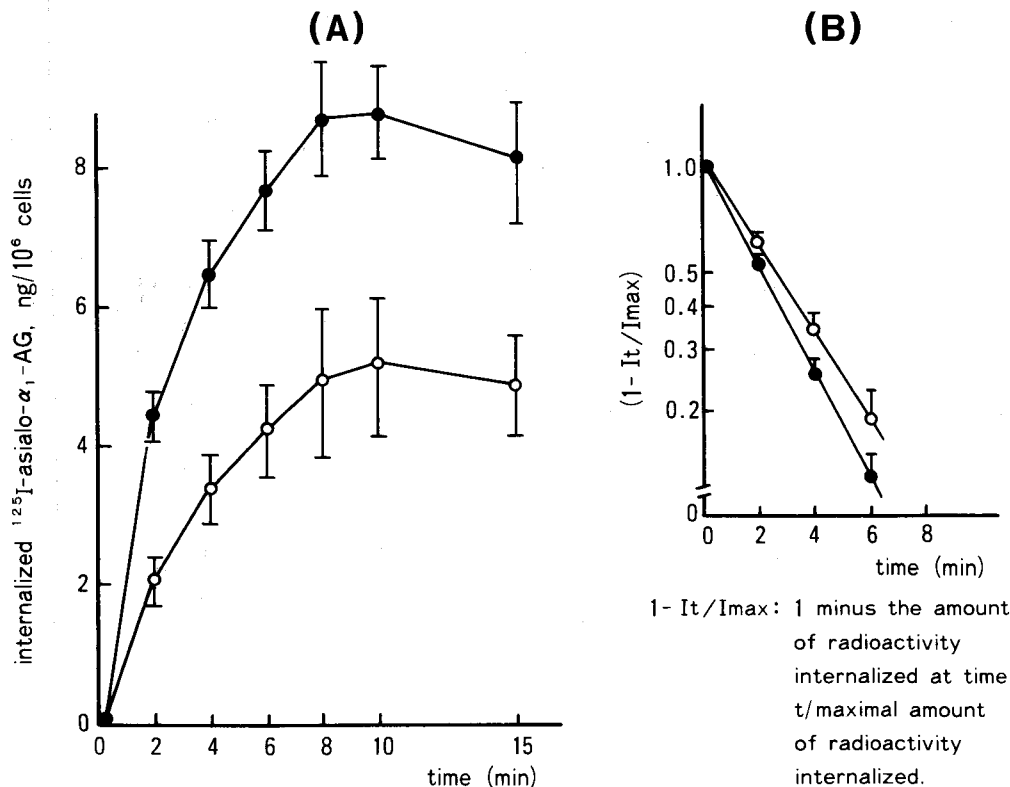 (A)
(B)
internalized ¹²⁵I-asialo-α₁-AG, ng/10⁶ cells
8
6
4
2
0
0 2 4 6 8 10 15
time (min)
(1- It/Imax)
1.0
0.5
0.4
0.3
0.2
0
0 2 4 6 8
time (min)
1- It/Imax: 1 minus the amount
of radioactivity
internalized at time
t/maximal amount
of radioactivity
internalized.